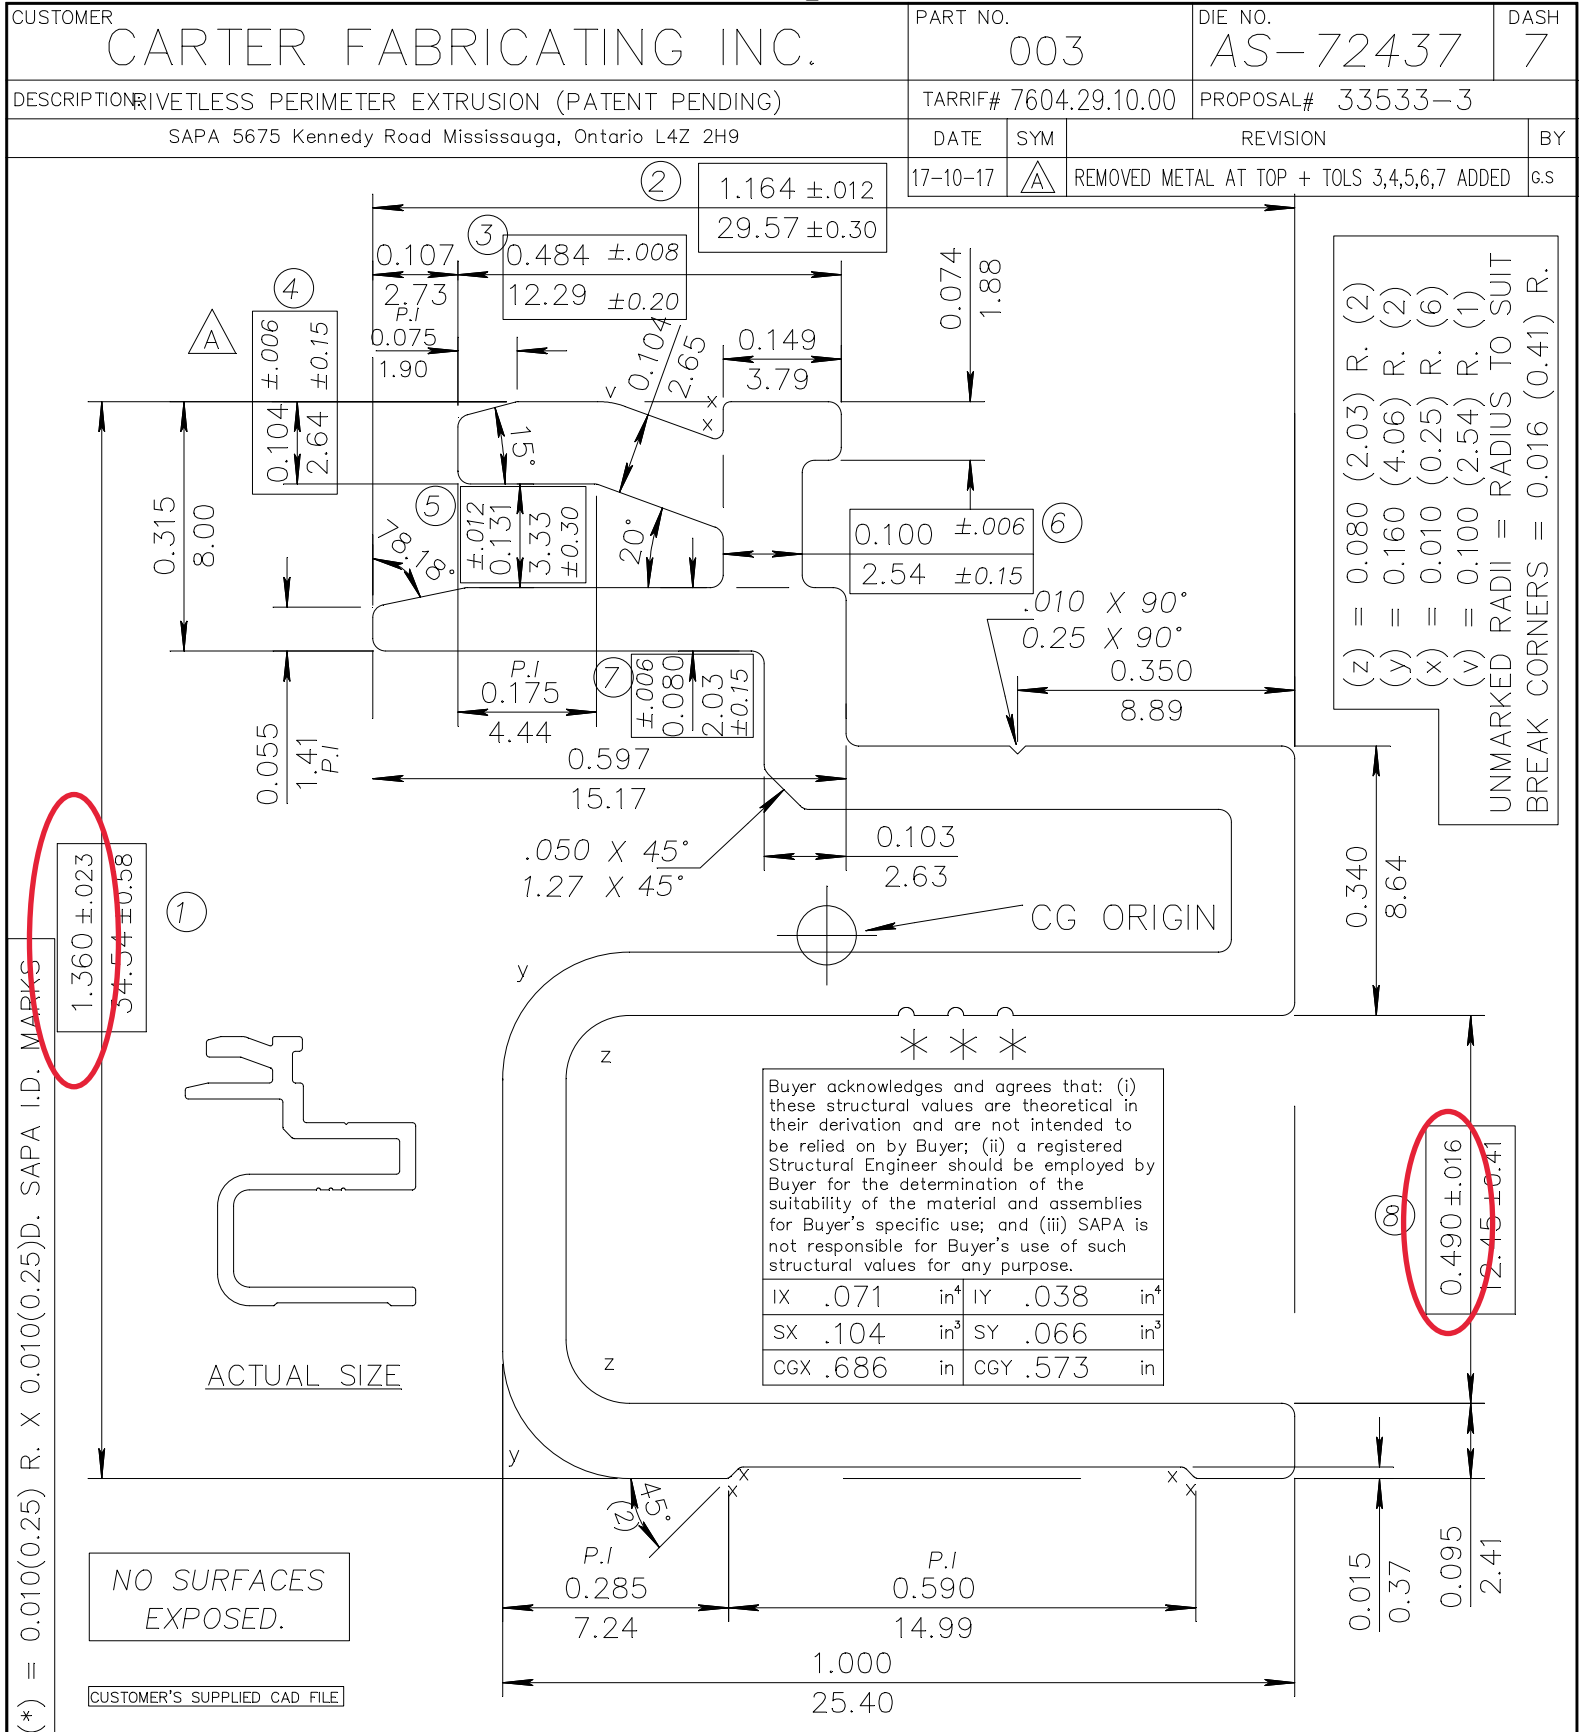 CUSTOMER
CARTER FABRICATING INC.
PART NO.
003
DIE NO.
AS-72437
DASH
7
DESCRIPTION:
RIVETLESS PERIMETER EXTRUSION (PATENT PENDING)
TARRIF# 7604.29.10.00
PROPOSAL# 33533-3
SAPA 5675 Kennedy Road Mississauga, Ontario L4Z 2H9
DATE
SYM
REVISION
BY
17-10-17
A
REMOVED METAL AT TOP + TOLS 3,4,5,6,7 ADDED
G.S
2
1.164 ±.012
29.57 ±0.30
3
0.484 ±.008
12.29 ±0.20
0.107
2.73
P.I
0.075
1.90
4
0.104 ±.006
2.64 ±0.15
A
0.104
2.65
0.149
3.79
0.074
1.88
v
x
x
15°
0.315
8.00
78.18°
5
±.012
0.131
3.33
±0.30
20°
6
0.100 ±.006
2.54 ±0.15
.010 X 90°
0.25 X 90°
0.350
8.89
(z) = 0.080 (2.03) R. (2)
(y) = 0.160 (4.06) R. (2)
(x) = 0.010 (0.25) R. (6)
(v) = 0.100 (2.54) R. (1)
UNMARKED RADII = RADIUS TO SUIT
BREAK CORNERS = 0.016 (0.41) R.
0.055
1.41
P.I
P.I
0.175
4.44
7
±.006
0.080
2.03
±0.15
0.597
15.17
.050 X 45°
1.27 X 45°
0.103
2.63
0.340
8.64
1.360 ±.023
34.54 ±0.58
1
CG ORIGIN
y
z
* * *
Buyer acknowledges and agrees that: (i)
these structural values are theoretical in
their derivation and are not intended to
be relied on by Buyer; (ii) a registered
Structural Engineer should be employed by
Buyer for the determination of the
suitability of the material and assemblies
for Buyer's specific use; and (iii) SAPA is
not responsible for Buyer's use of such
structural values for any purpose.
IX .071 in⁴ IY .038 in⁴
SX .104 in³ SY .066 in³
CGX .686 in CGY .573 in
8
0.490 ±.016
12.45 ±0.41
ACTUAL SIZE
z
y
x
x
x
x
45°
(2)
P.I
0.285
7.24
P.I
0.590
14.99
0.015
0.37
0.095
2.41
1.000
25.40
NO SURFACES
EXPOSED.
CUSTOMER'S SUPPLIED CAD FILE
(*) = 0.010(0.25) R. X 0.010(0.25)D. SAPA I.D. MARKS